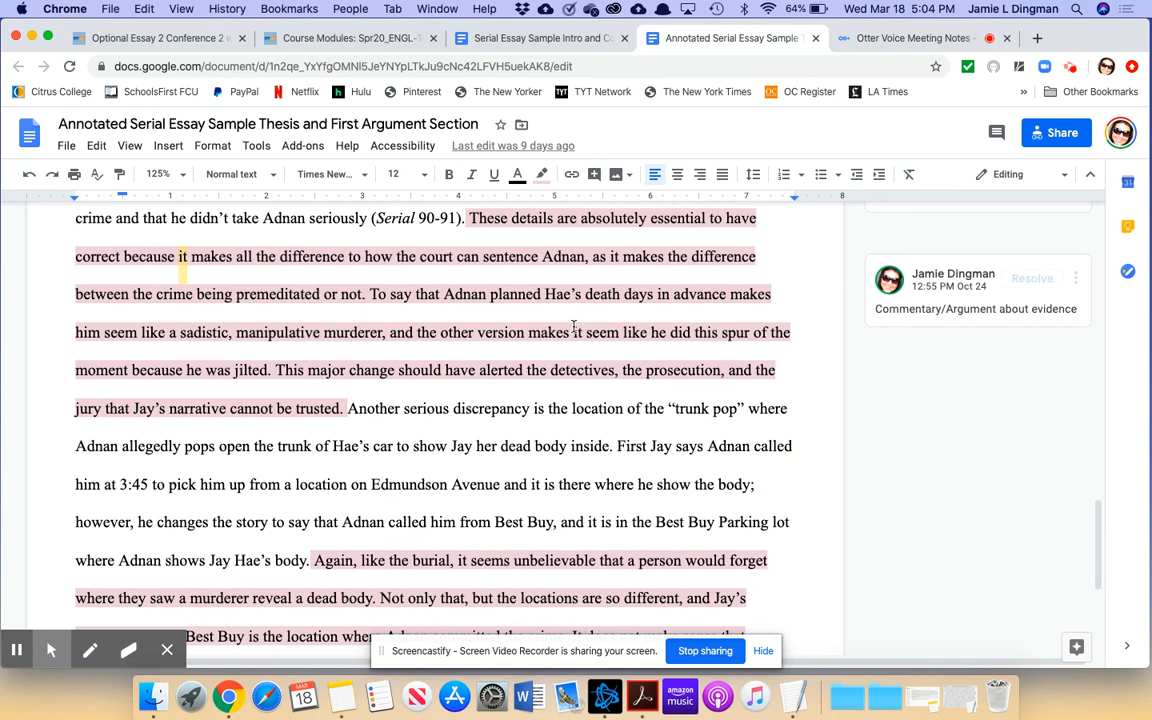 Chrome File Edit View History Bookmarks People Tab Window Help 64% Wed Mar 18 5:04 PM Jamie L Dingman
Optional Essay 2 Conference 2 w Course Modules: Spr20_ENGL-1 Serial Essay Sample Intro and Co Annotated Serial Essay Sample T Otter Voice Meeting Notes -
docs.google.com/document/d/1n2qe_YxYfgOMNl5JeYNYpLTkJu9cNc42LFVH5uekAK8/edit
Citrus College SchoolsFirst FCU PayPal Netflix Hulu Pinterest The New Yorker TYT Network The New York Times OC Register LA Times » Other Bookmarks
Annotated Serial Essay Sample Thesis and First Argument Section
Share
File Edit View Insert Format Tools Add-ons Help Accessibility Last edit was 9 days ago
125% Normal text Times New... 12 B I U A Editing
1 2 3 4 5 6 7 8
crime and that he didn't take Adnan seriously (Serial 90-91). These details are absolutely essential to have
correct because it makes all the difference to how the court can sentence Adnan, as it makes the difference
between the crime being premeditated or not. To say that Adnan planned Hae's death days in advance makes
him seem like a sadistic, manipulative murderer, and the other version makes it seem like he did this spur of the
moment because he was jilted. This major change should have alerted the detectives, the prosecution, and the
jury that Jay's narrative cannot be trusted. Another serious discrepancy is the location of the "trunk pop" where
Adnan allegedly pops open the trunk of Hae's car to show Jay her dead body inside. First Jay says Adnan called
him at 3:45 to pick him up from a location on Edmundson Avenue and it is there where he show the body;
however, he changes the story to say that Adnan called him from Best Buy, and it is in the Best Buy Parking lot
where Adnan shows Jay Hae's body. Again, like the burial, it seems unbelievable that a person would forget
where they saw a murderer reveal a dead body. Not only that, but the locations are so different, and Jay's
Best Buy is the location where
Jamie Dingman
12:55 PM Oct 24
Resolve
Commentary/Argument about evidence
Screencastify - Screen Video Recorder is sharing your screen. Stop sharing Hide
MAR
18
amazon
music